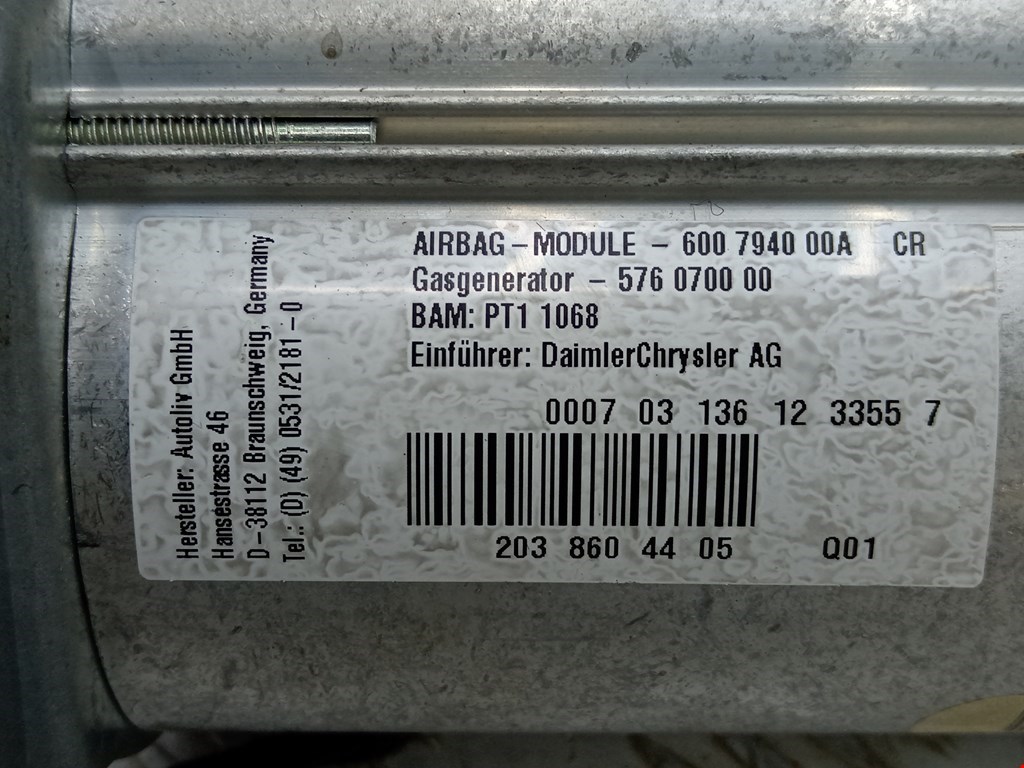 AIRBAG-MODULE - 600 7940 00A CR
Gasgenerator - 576 0700 00
BAM: PT1 1068
Einführer: DaimlerChrysler AG
0007 03 136 12 3355 7
203 860 44 05 Q01
Hersteller: Autoliv GmbH
Hansestrasse 46
D-38112 Braunschweig, Germany
Tel.: (D) (49) 0531/2181-0